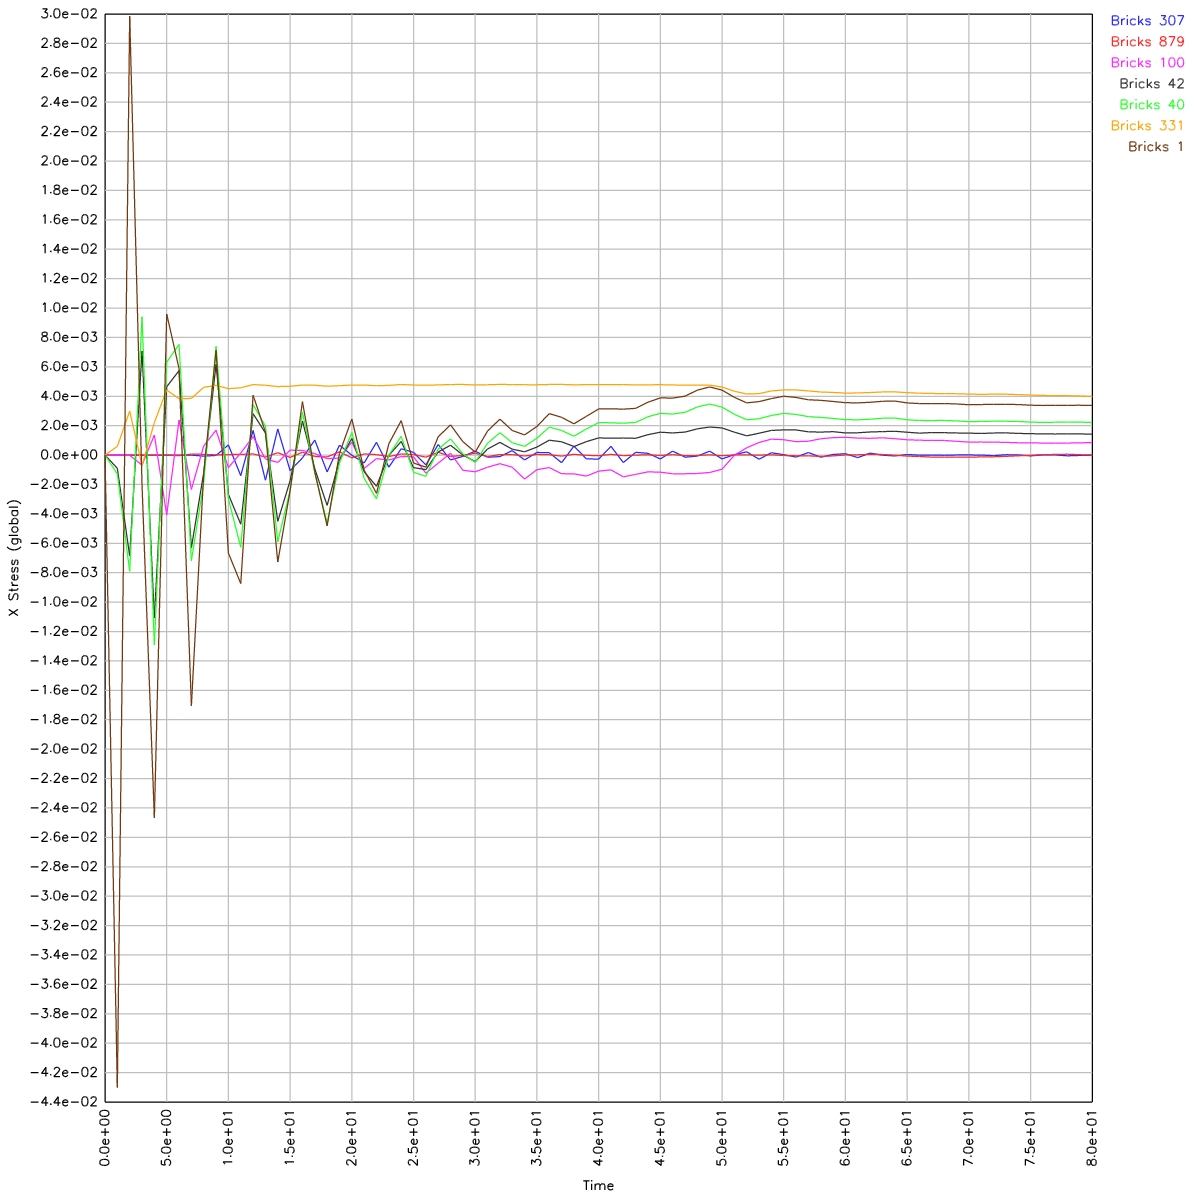 3.0e-02
2.8e-02
2.6e-02
2.4e-02
2.2e-02
2.0e-02
1.8e-02
1.6e-02
1.4e-02
1.2e-02
1.0e-02
8.0e-03
6.0e-03
4.0e-03
2.0e-03
0.0e+00
-2.0e-03
-4.0e-03
-6.0e-03
-8.0e-03
-1.0e-02
-1.2e-02
-1.4e-02
-1.6e-02
-1.8e-02
-2.0e-02
-2.2e-02
-2.4e-02
-2.6e-02
-2.8e-02
-3.0e-02
-3.2e-02
-3.4e-02
-3.6e-02
-3.8e-02
-4.0e-02
-4.2e-02
-4.4e-02
X Stress (global)
0.0e+00
5.0e+00
1.0e+01
1.5e+01
2.0e+01
2.5e+01
3.0e+01
3.5e+01
4.0e+01
4.5e+01
5.0e+01
5.5e+01
6.0e+01
6.5e+01
7.0e+01
7.5e+01
8.0e+01
Time
Bricks 307
Bricks 879
Bricks 100
Bricks 42
Bricks 40
Bricks 331
Bricks 1